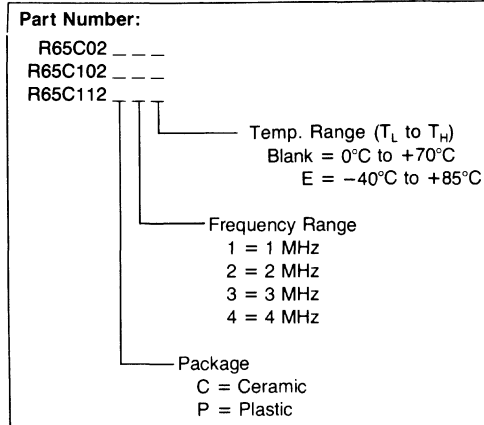 Part Number:
R65C02 _ _ _
R65C102 _ _ _
R65C112 _ _ _
Temp. Range (TL to TH)
Blank = 0°C to +70°C
E = −40°C to +85°C
Frequency Range
1 = 1 MHz
2 = 2 MHz
3 = 3 MHz
4 = 4 MHz
Package
C = Ceramic
P = Plastic